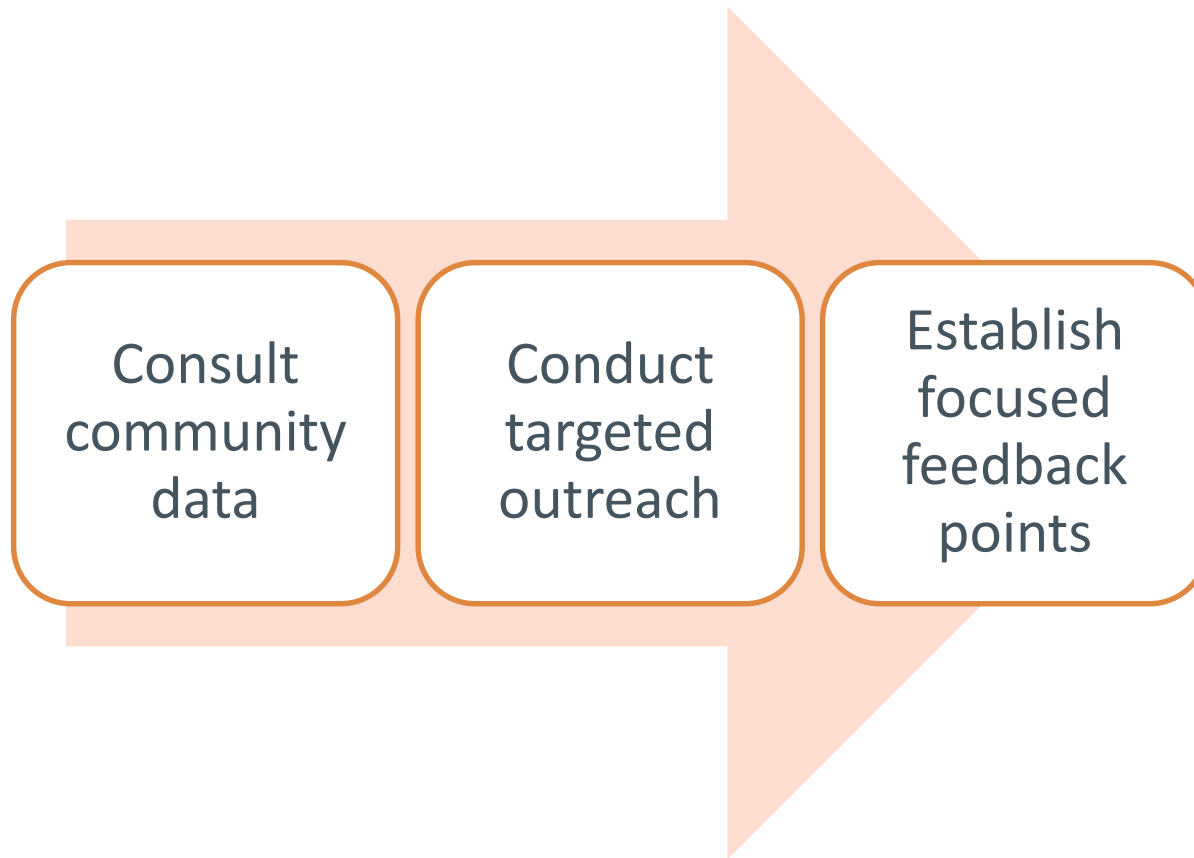 Consult
community
data
Conduct
targeted
outreach
Establish
focused
feedback
points